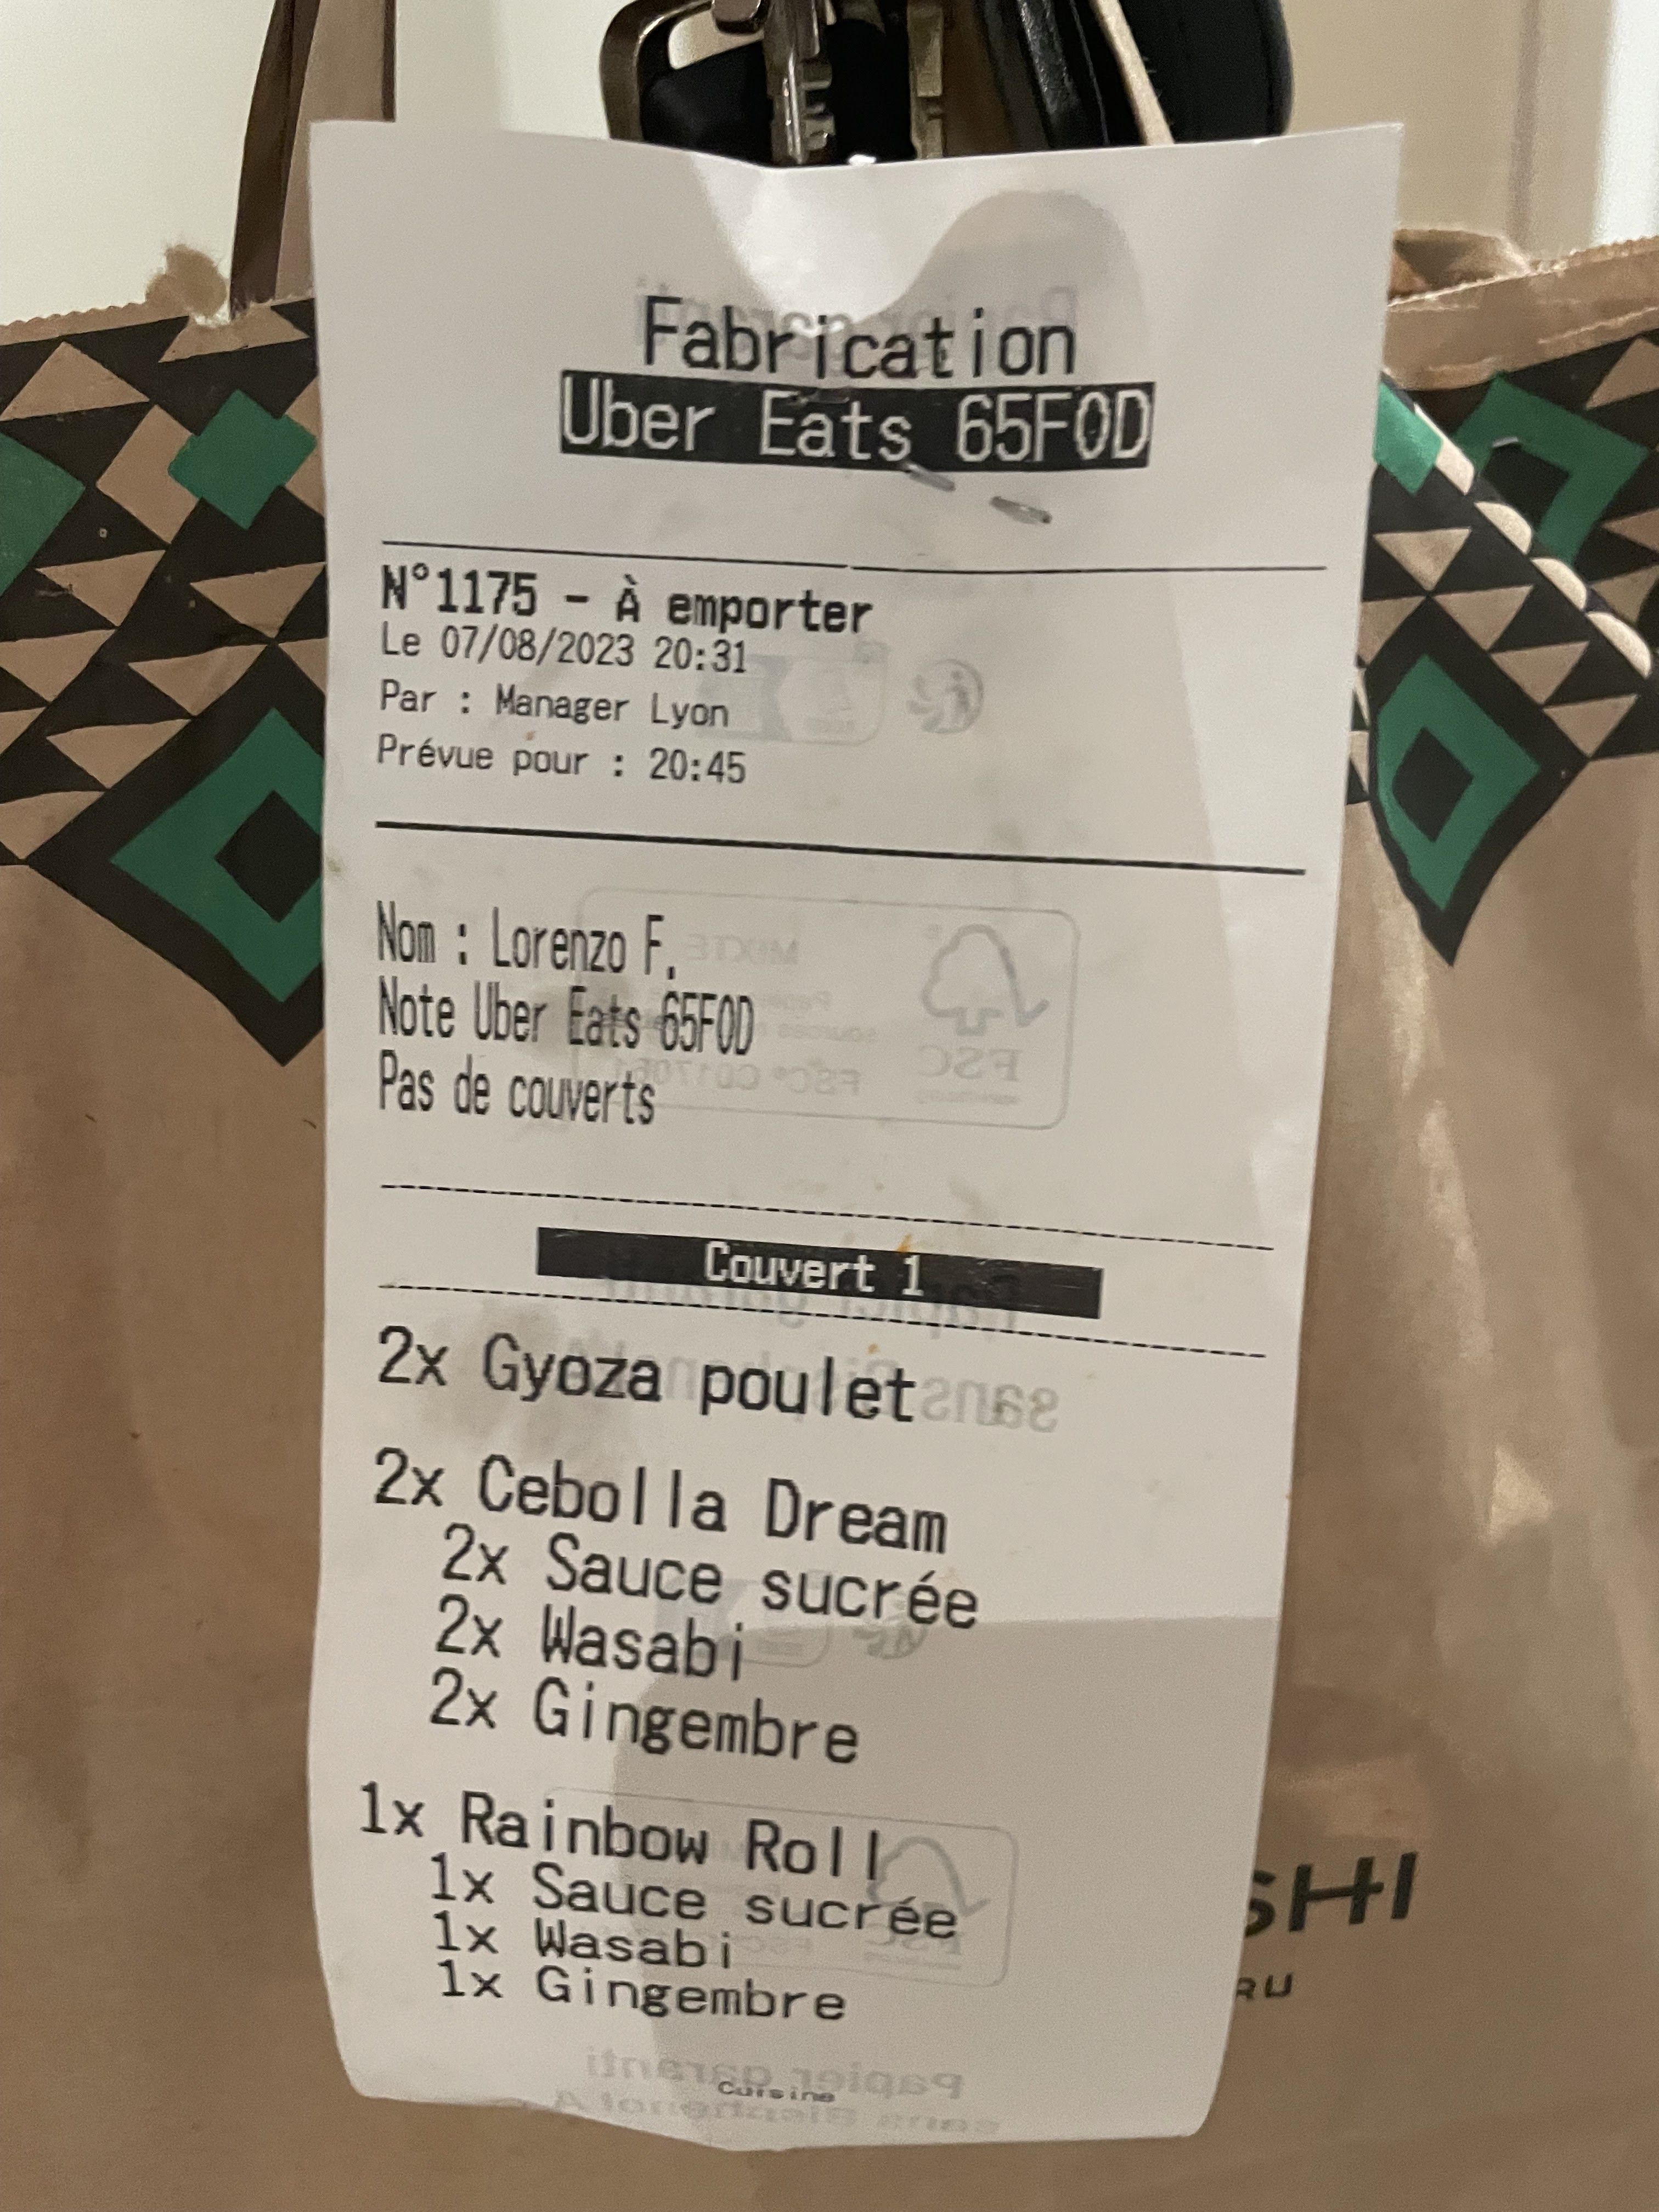 Fabrication
Uber Eats 65F0D
N°1175 - À emporter
Le 07/08/2023 20:31
Par : Manager Lyon
Prévue pour : 20:45
Nom : Lorenzo F.
Note Uber Eats 65F0D
Pas de couverts
Couvert 1
2x Gyoza poulet
2x Cebolla Dream
2x Sauce sucrée
2x Wasabi
2x Gingembre
1x Rainbow Roll
1x Sauce sucrée
1x Wasabi
1x Gingembre
Cuisine
SHI
RU